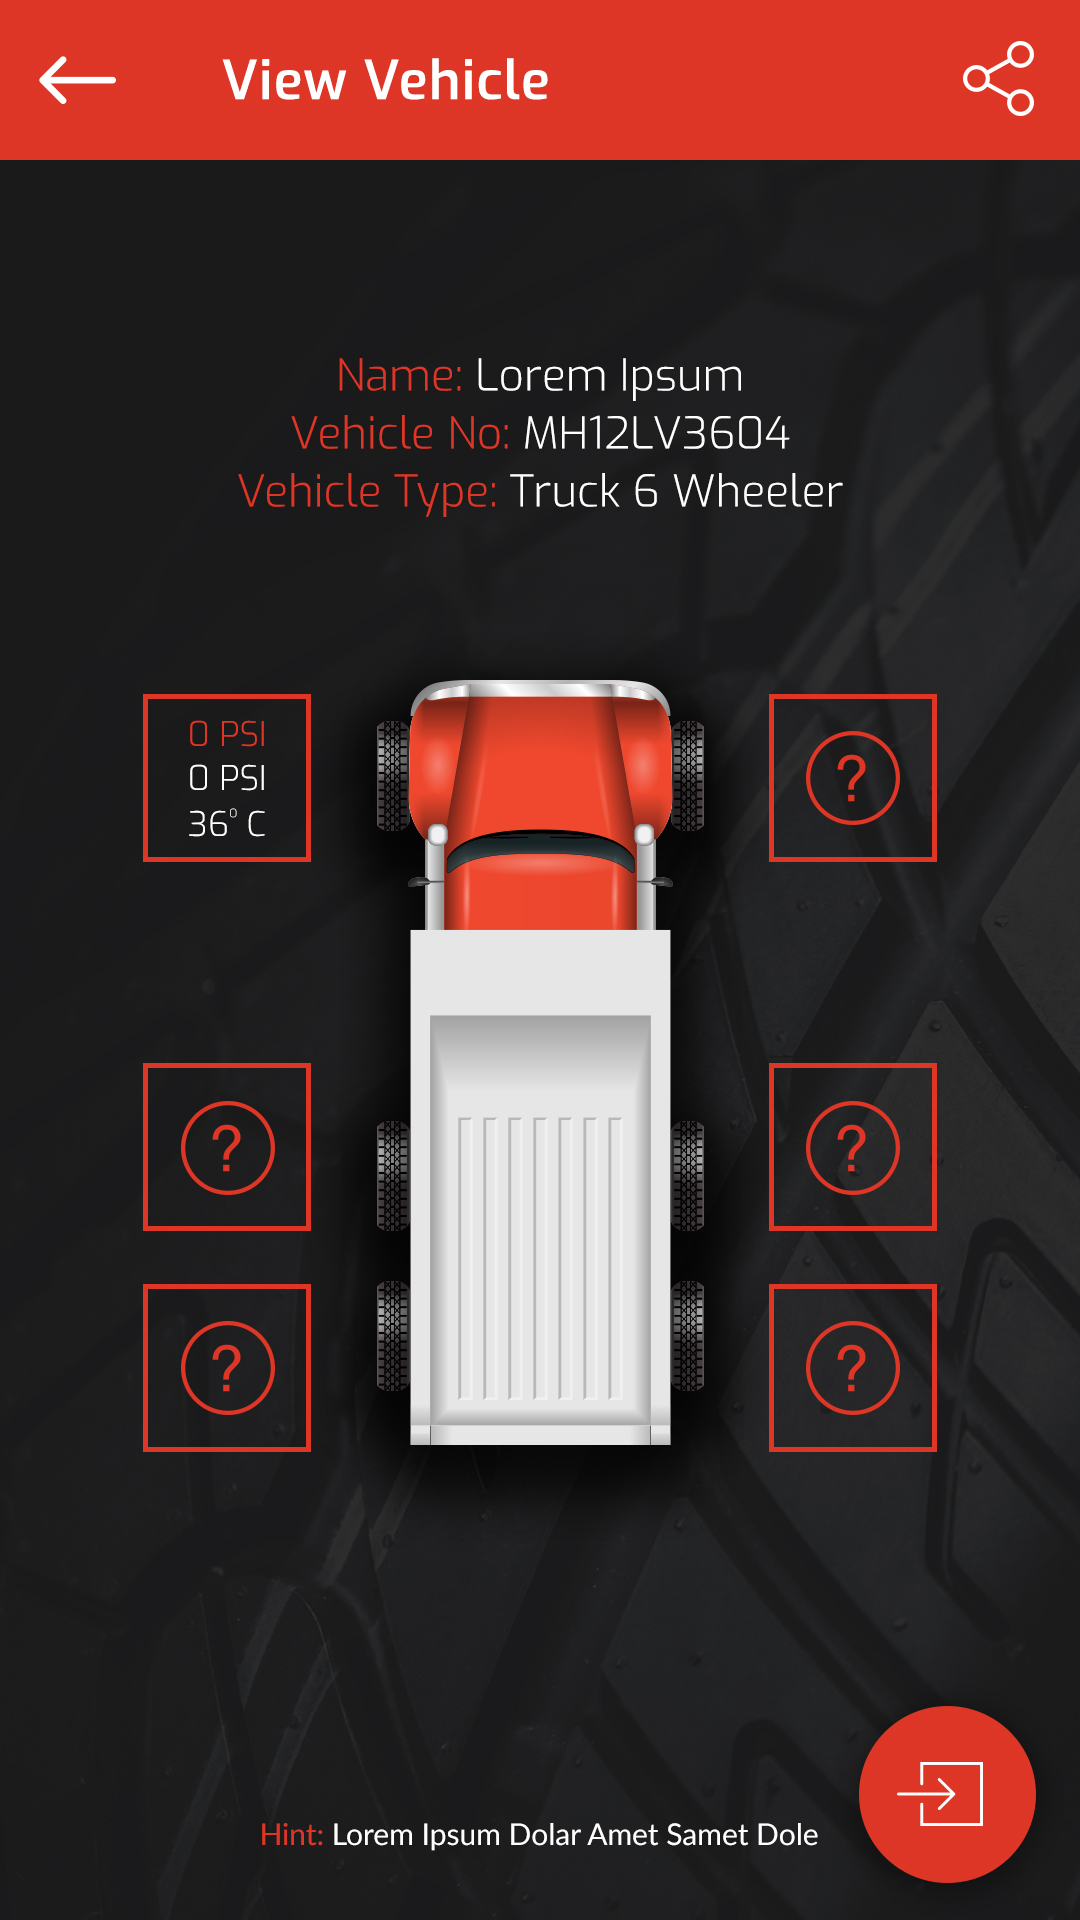 View Vehicle
Name: Lorem Ipsum
Vehicle No: MH12LV3604
Vehicle Type: Truck 6 Wheeler
0 PSI
0 PSI
36° C
?
?
?
?
?
Hint: Lorem Ipsum Dolar Amet Samet Dole